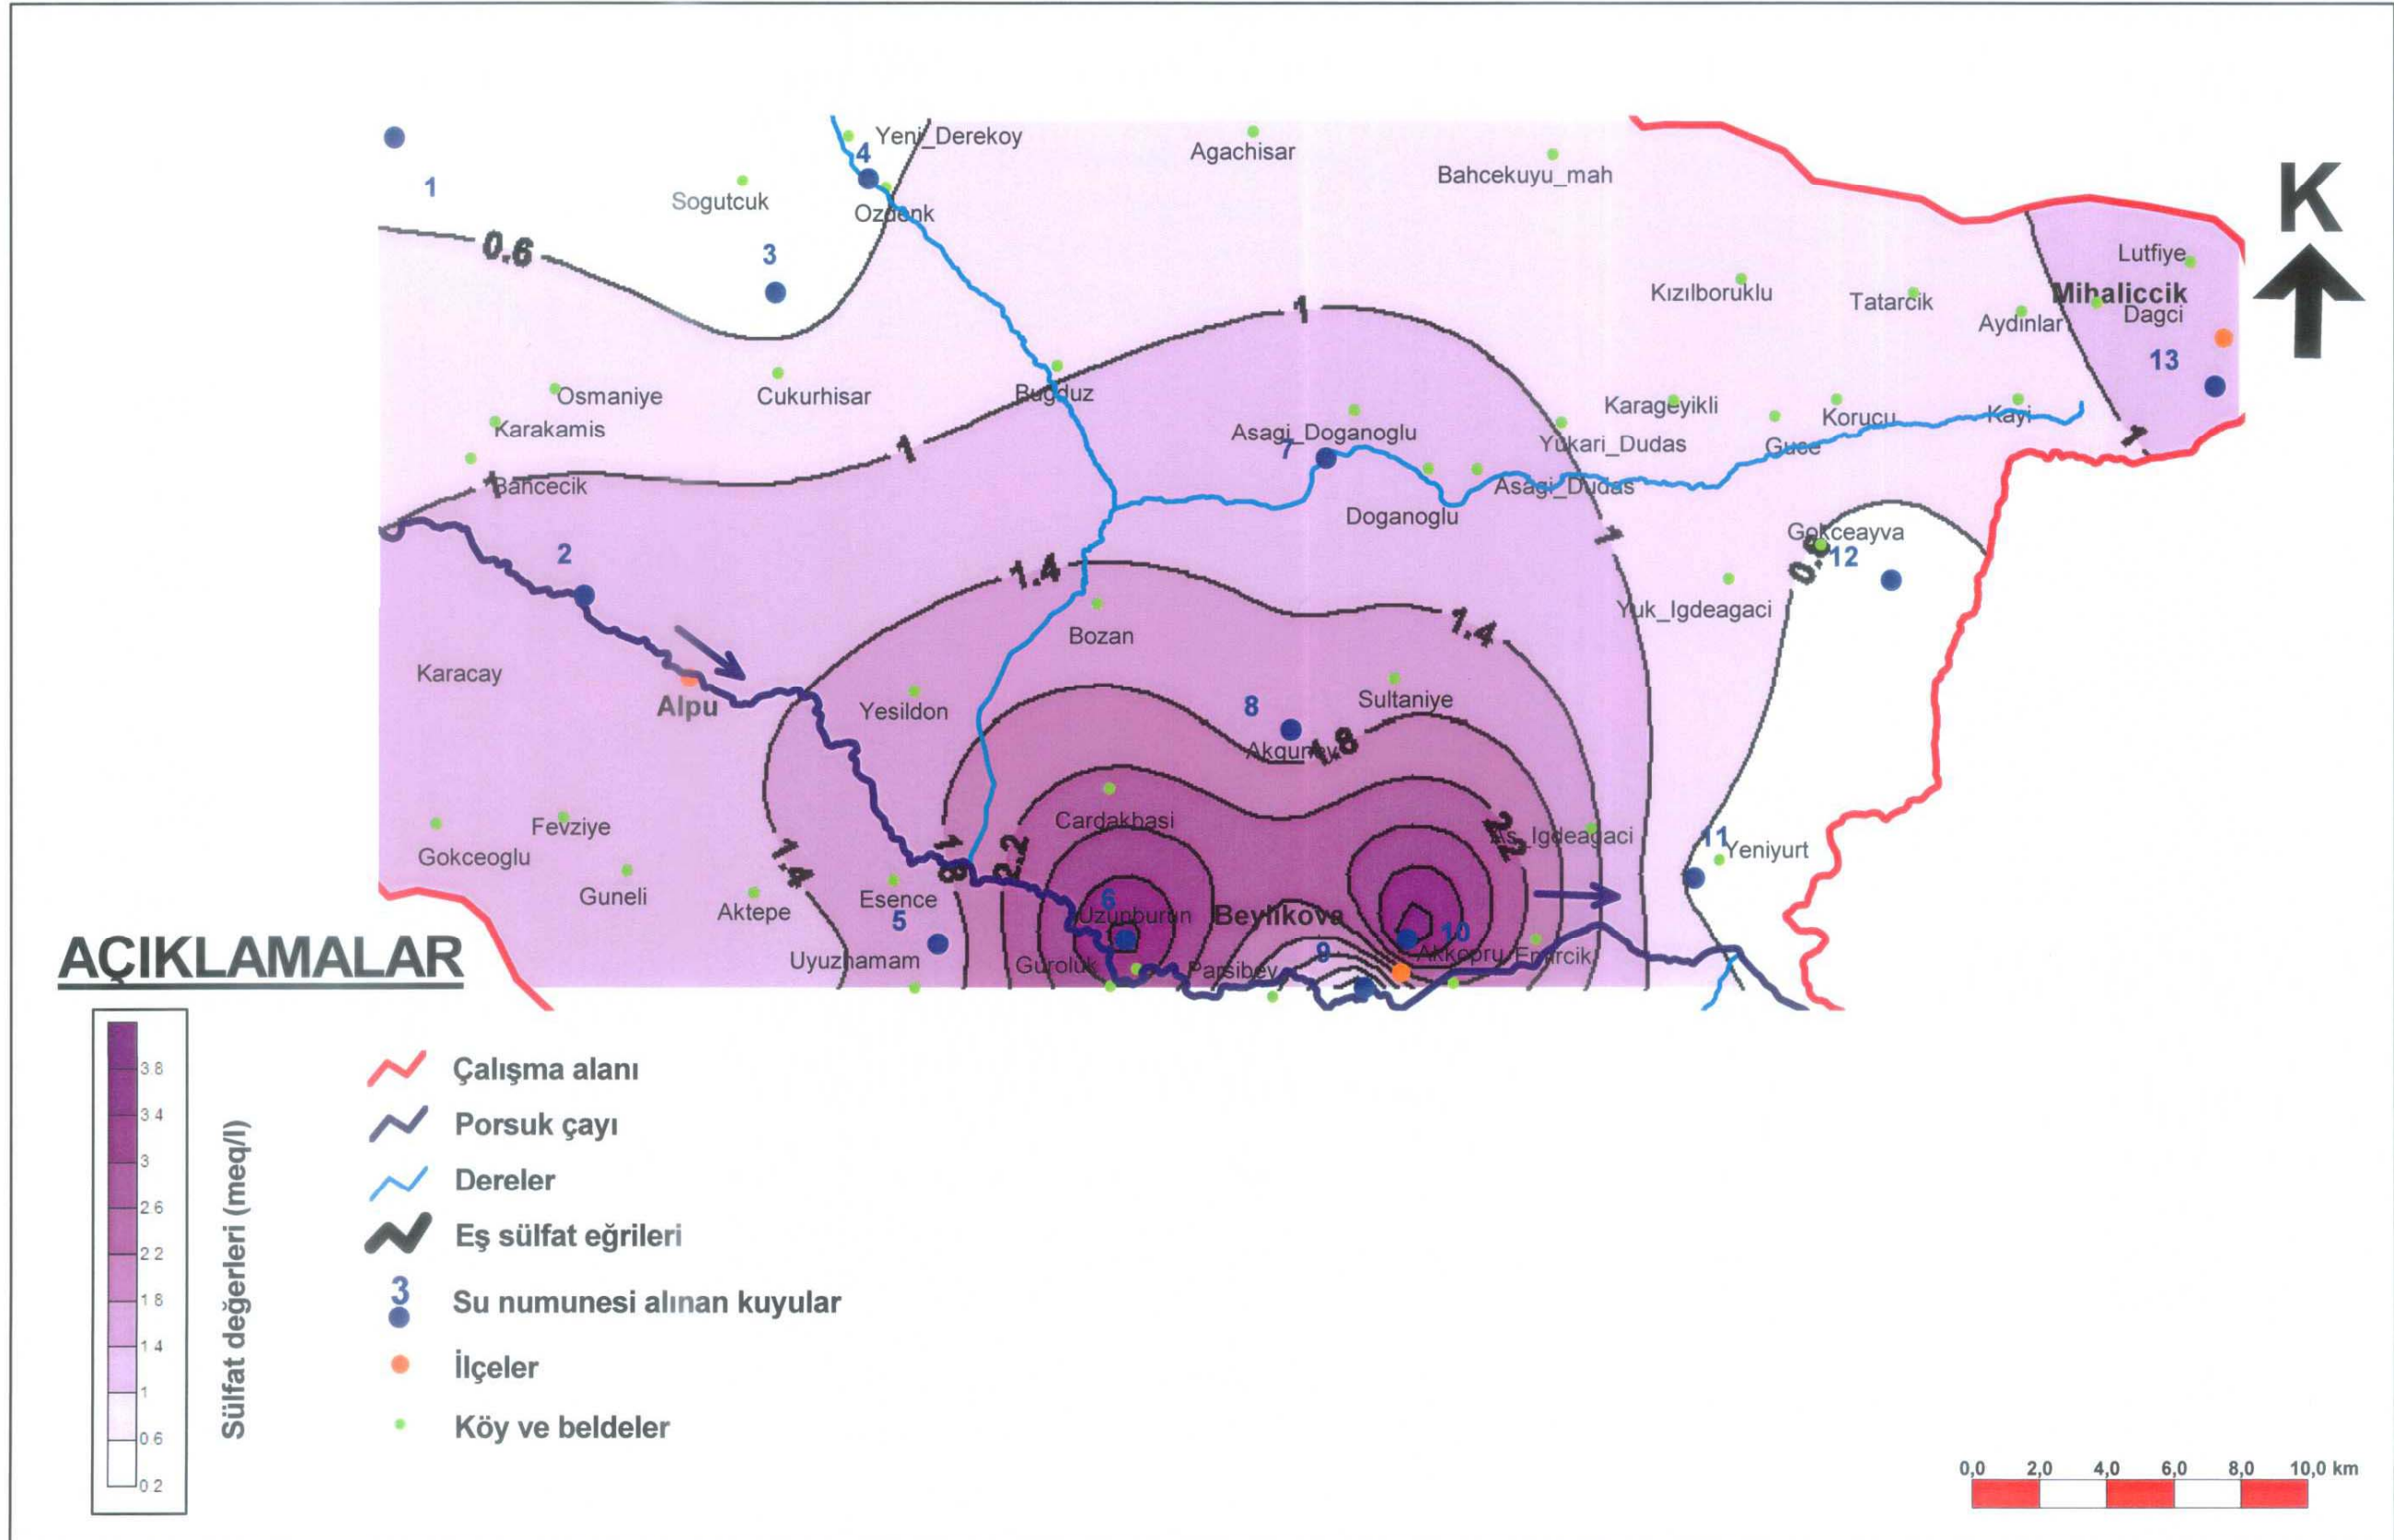 Yeni_Derekoy
4
Agachisar
Bahcekuyu_mah
1
Sogutcuk
Ozdenk
K
0.6
3
Lutfiye
Mihaliccik
Kızılboruklu
Tatarcik
Dagci
1
Aydinlar
13
Osmaniye
Cukurhisar
Bugduz
Karageyikli
Korucu
Kayi
Karakamis
1
Asagi_Doganoglu
7
Yukari_Dudas
Guce
1
1
Bahcecik
Asagi_Dudas
Doganoglu
1
Gokceayva
12
2
1.4
Bozan
1.4
Yuk_Igdeagaci
Karacay
Alpu
Yesildon
8
Sultaniye
Akguney
1.8
Cardakbasi
2.2
As_Igdeagaci
11
Yeniyurt
Fevziye
Gokceoglu
1.4
1.8
2.2
Guneli
Aktepe
Esence
5
6
Uzunburun
Beylikova
10
Uyuzhamam
Guroluk
Parsibey
9
Akkopru
Emircik
AÇIKLAMALAR
3.8
3.4
3
2.6
2.2
1.8
1.4
1
0.6
0.2
Sülfat değerleri (meq/l)
Çalışma alanı
Porsuk çayı
Dereler
Eş sülfat eğrileri
3
Su numunesi alınan kuyular
İlçeler
Köy ve beldeler
0,0 2,0 4,0 6,0 8,0 10,0 km